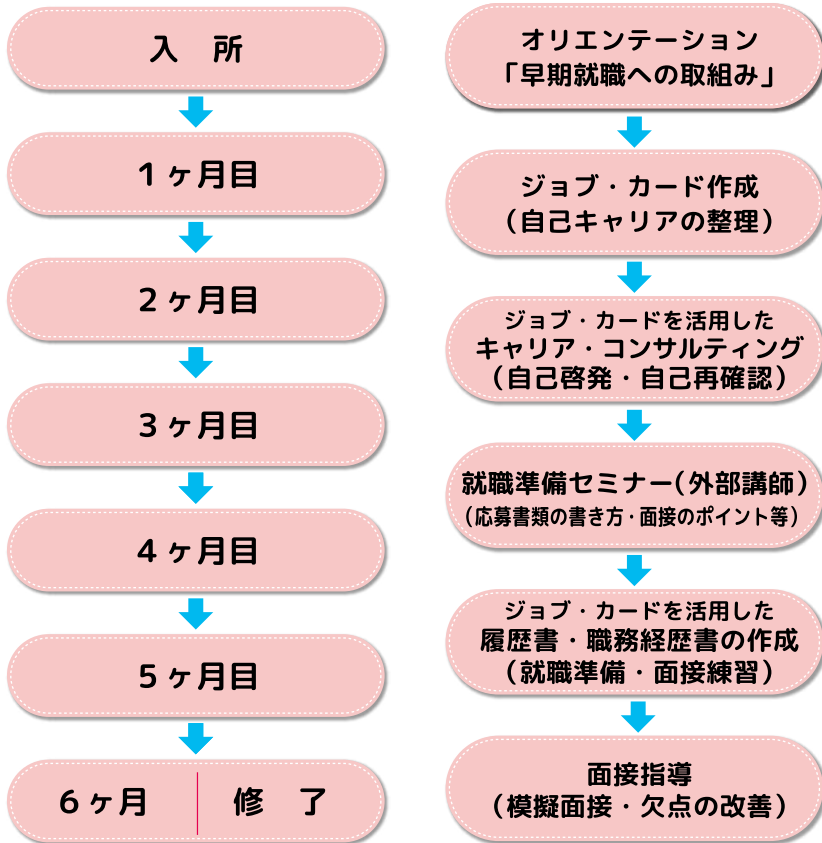 入 所
1ヶ月目
2ヶ月目
3ヶ月目
4ヶ月目
5ヶ月目
6ヶ月
修 了
オリエンテーション
「早期就職への取組み」
ジョブ・カード作成
(自己キャリアの整理)
ジョブ・カードを活用した
キャリア・コンサルティング
(自己啓発・自己再確認)
就職準備セミナー(外部講師)
(応募書類の書き方・面接のポイント等)
ジョブ・カードを活用した
履歴書・職務経歴書の作成
(就職準備・面接練習)
面接指導
(模擬面接・欠点の改善)